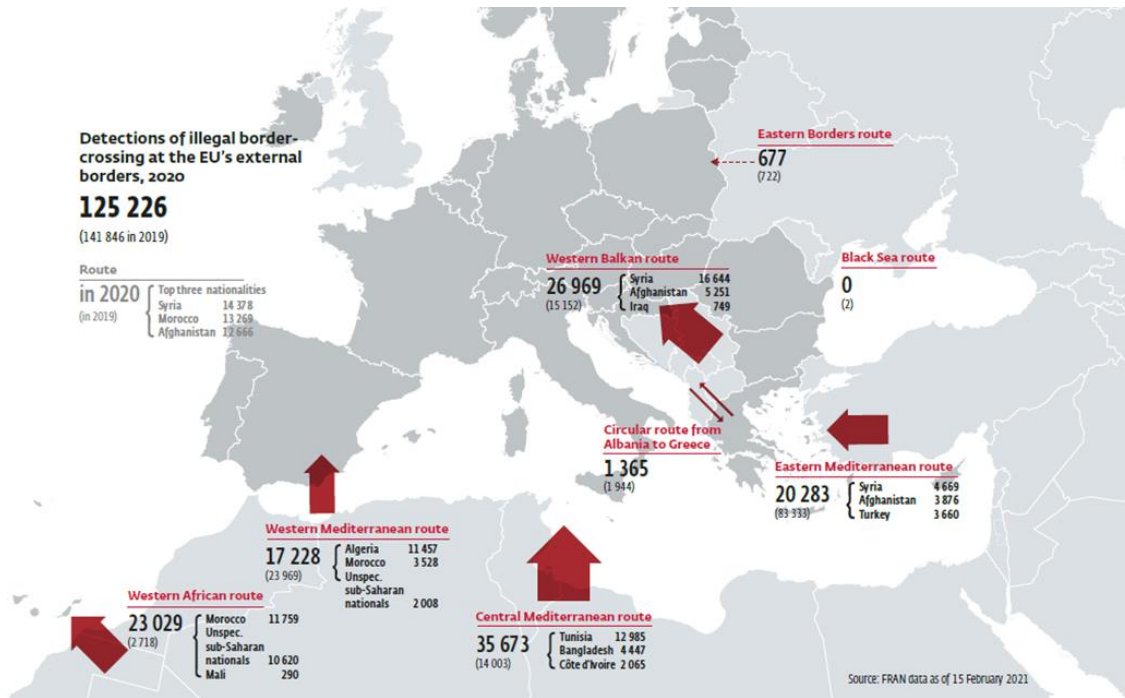 Detections of illegal border-
crossing at the EU's external
borders, 2020
125 226
(141 846 in 2019)
Route
in 2020
(in 2019)
Top three nationalities
Syria 14 378
Morocco 13 269
Afghanistan 12 666
Eastern Borders route
677
(722)
Western Balkan route
26 969
(15 152)
Syria 16 644
Afghanistan 5 251
Iraq 749
Black Sea route
0
(2)
Circular route from
Albania to Greece
1 365
(1 944)
Eastern Mediterranean route
20 283
(83 333)
Syria 4 669
Afghanistan 3 876
Turkey 3 660
Western Mediterranean route
17 228
(23 969)
Algeria 11 457
Morocco 3 528
Unspec.
sub-Saharan
nationals 2 008
Western African route
23 029
(2 718)
Morocco 11 759
Unspec.
sub-Saharan
nationals 10 620
Mali 290
Central Mediterranean route
35 673
(14 003)
Tunisia 12 985
Bangladesh 4 447
Côte d'Ivoire 2 065
Source: FRAN data as of 15 February 2021